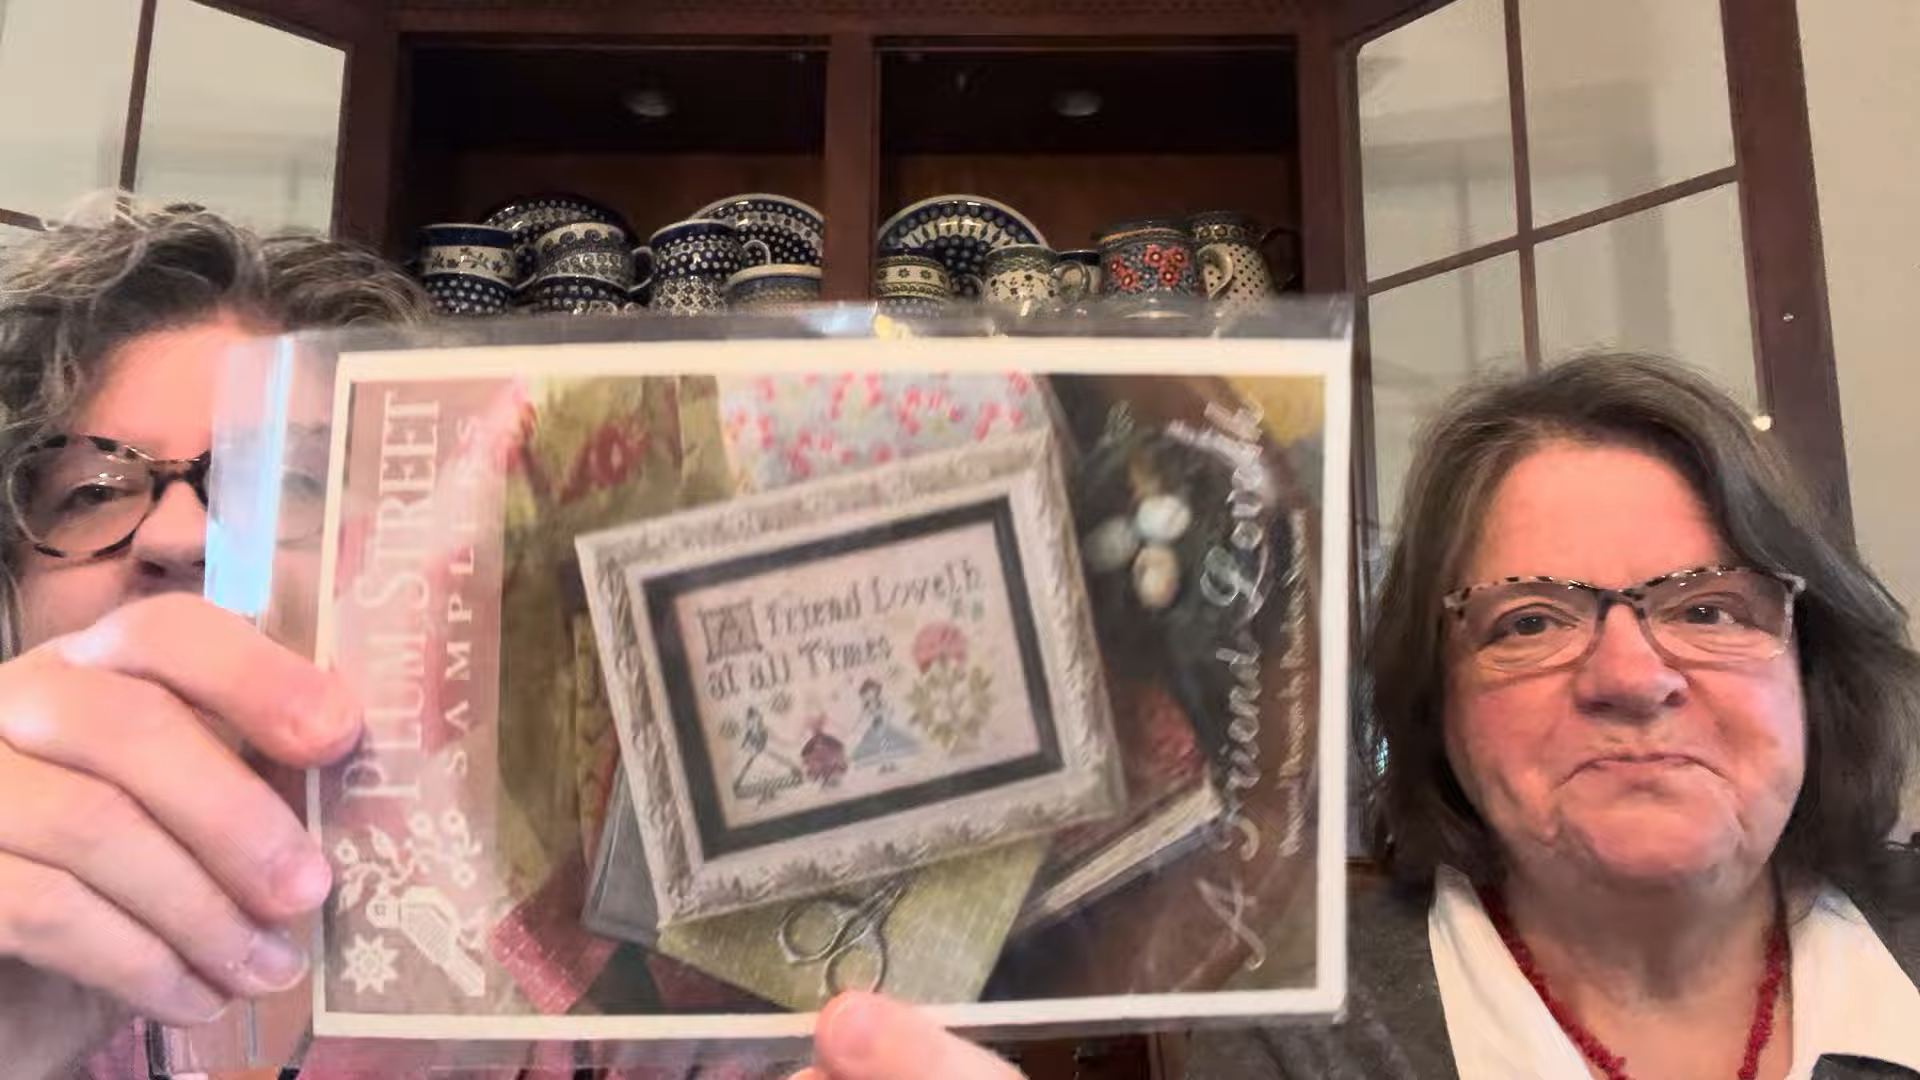 PLUM STREET
SAMPLERS
A friend Loveth
at all Times
A Friend Loveth